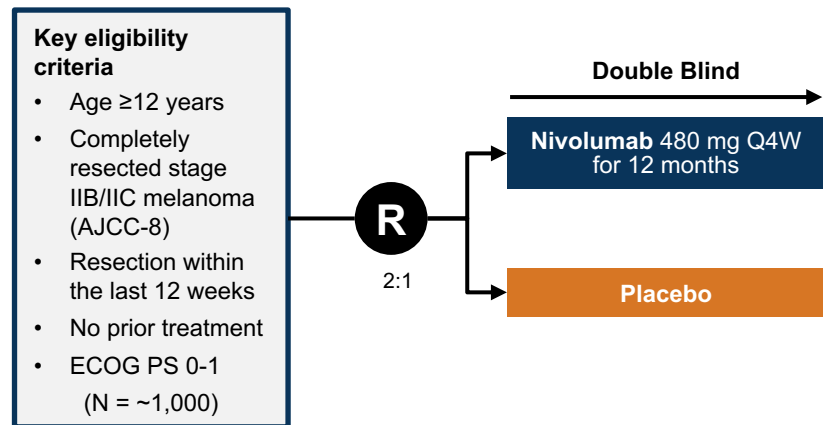 Key eligibility
criteria
• Age ≥12 years
• Completely
resected stage
IIB/IIC melanoma
(AJCC-8)
• Resection within
the last 12 weeks
• No prior treatment
• ECOG PS 0-1
(N = ~1,000)
R
2:1
Double Blind
Nivolumab 480 mg Q4W
for 12 months
Placebo